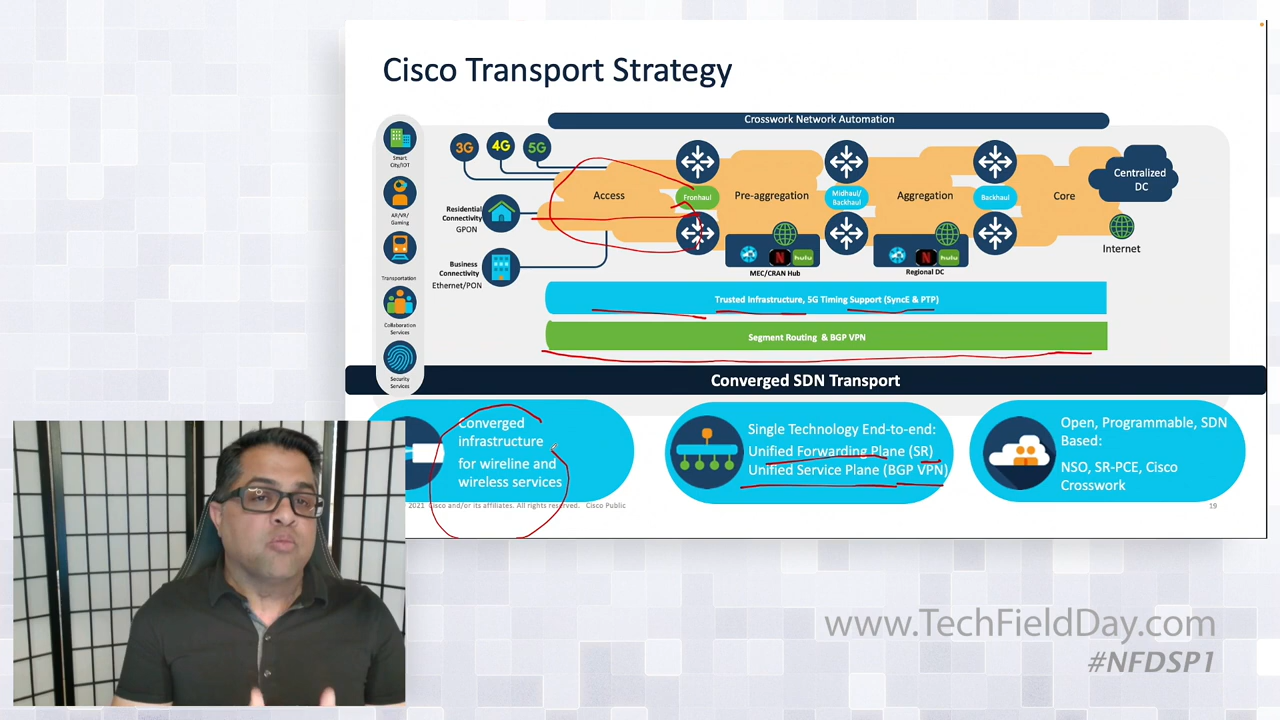 Cisco Transport Strategy
Crosswork Network Automation
Smart
City/IOT
AR/VR/
Gaming
Transportation
Collaboration
Services
Security
Services
3G
4G
5G
Residential
Connectivity
GPON
Business
Connectivity
Ethernet/PON
Access
Fronhaul
Pre-aggregation
Midhaul/
Backhaul
Aggregation
Backhaul
Core
Centralized
DC
Internet
N
hulu
MEC/CRAN Hub
N
hulu
Regional DC
Trusted Infrastructure, 5G Timing Support (SyncE & PTP)
Segment Routing & BGP VPN
Converged SDN Transport
Converged
infrastructure
for wireline and
wireless services
Single Technology End-to-end:
Unified Forwarding Plane (SR)
Unified Service Plane (BGP VPN)
Open, Programmable, SDN
Based:
NSO, SR-PCE, Cisco
Crosswork
2021 Cisco and/or its affiliates. All rights reserved. Cisco Public
19
www.TechFieldDay.com
#NFDSP1